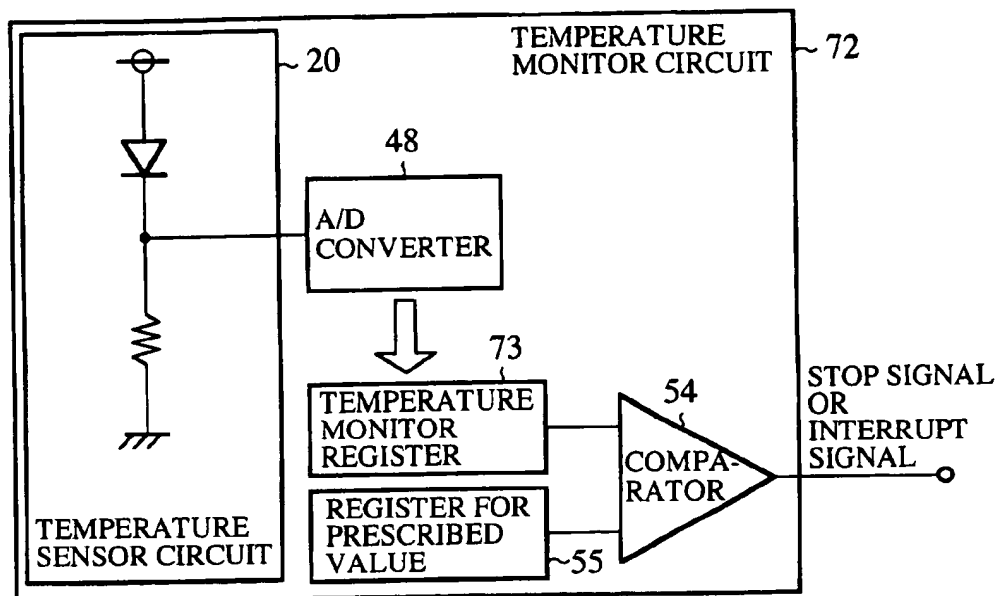 TEMPERATURE
MONITOR CIRCUIT
72
20
48
A/D
CONVERTER
73
TEMPERATURE
MONITOR
REGISTER
54
COMPA-
RATOR
STOP SIGNAL
OR
INTERRUPT
SIGNAL
REGISTER FOR
PRESCRIBED
VALUE
55
TEMPERATURE
SENSOR CIRCUIT